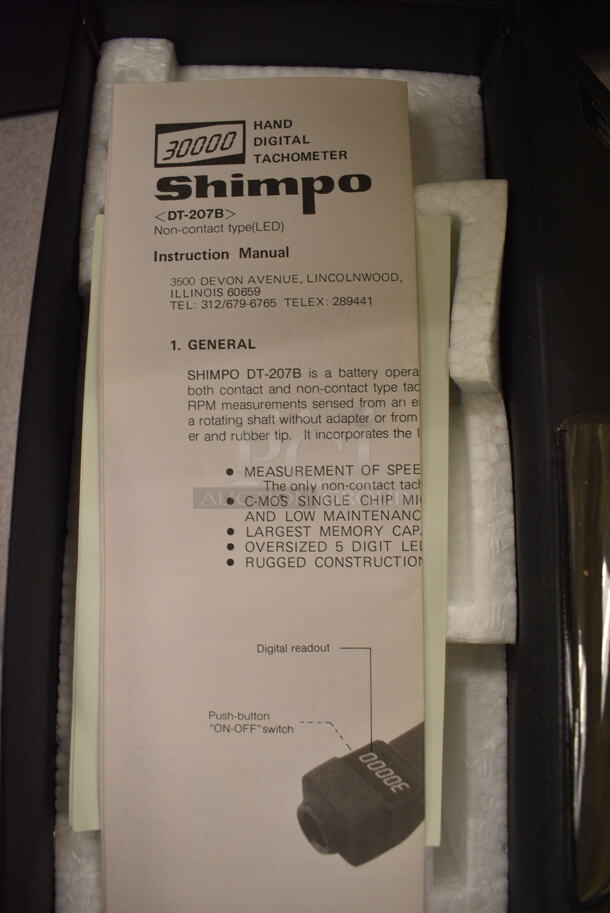 30000
HAND
DIGITAL
TACHOMETER
Shimpo
<DT-207B>
Non-contact type(LED)
Instruction Manual
3500 DEVON AVENUE, LINCOLNWOOD,
ILLINOIS 60659
TEL: 312/679-6765 TELEX: 289441
1. GENERAL
SHIMPO DT-207B is a battery opera
both contact and non-contact type tac
RPM measurements sensed from an e
a rotating shaft without adapter or from
er and rubber tip. It incorporates the
● MEASUREMENT OF SPEE
The only non-contact tach
● C-MOS SINGLE CHIP MI
AND LOW MAINTENANC
● LARGEST MEMORY CAP
● OVERSIZED 5 DIGIT LE
● RUGGED CONSTRUCTION
Digital readout
Push-button
"ON-OFF" switch
30000